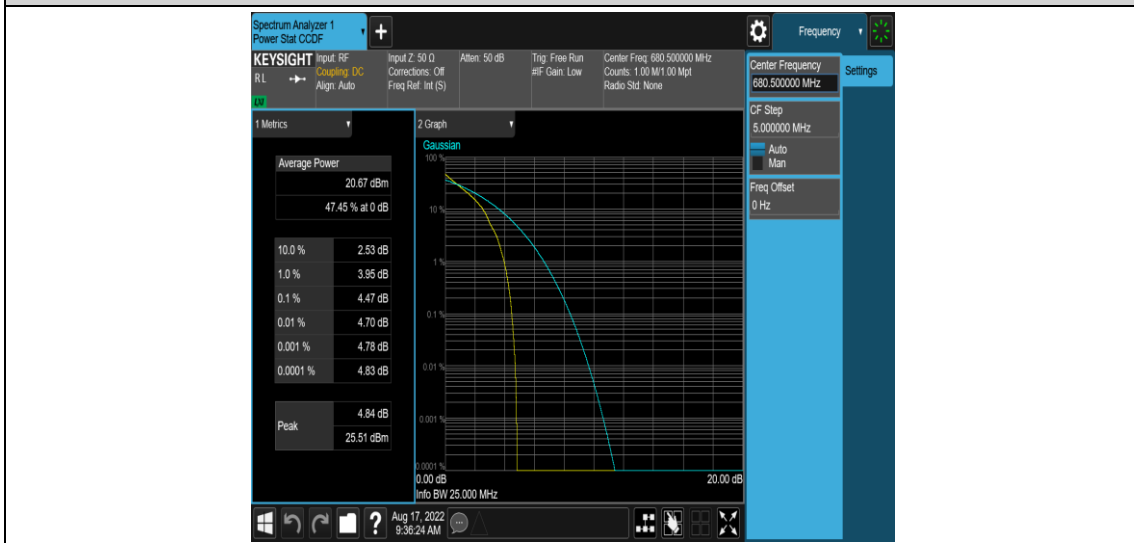 Spectrum Analyzer 1
Power Stat CCDF
+
Frequency
KEYSIGHT
RL
LXI
Input: RF
Coupling: DC
Align: Auto
Input Z: 50 Ω
Corrections: Off
Freq Ref: Int (S)
Atten: 50 dB
Trig: Free Run
#IF Gain: Low
Center Freq: 680.500000 MHz
Counts: 1.00 M/1.00 Mpt
Radio Std: None
Center Frequency
680.500000 MHz
Settings
CF Step
5.000000 MHz
Auto
Man
Freq Offset
0 Hz
1 Metrics
Average Power
20.67 dBm
47.45 % at 0 dB
10.0 % 2.53 dB
1.0 % 3.95 dB
0.1 % 4.47 dB
0.01 % 4.70 dB
0.001 % 4.78 dB
0.0001 % 4.83 dB
Peak
4.84 dB
25.51 dBm
2 Graph
Gaussian
100 %
10 %
1 %
0.1 %
0.01 %
0.001 %
0.0001 %
0.00 dB 20.00 dB
Info BW 25.000 MHz
?
Aug 17, 2022
9:36:24 AM